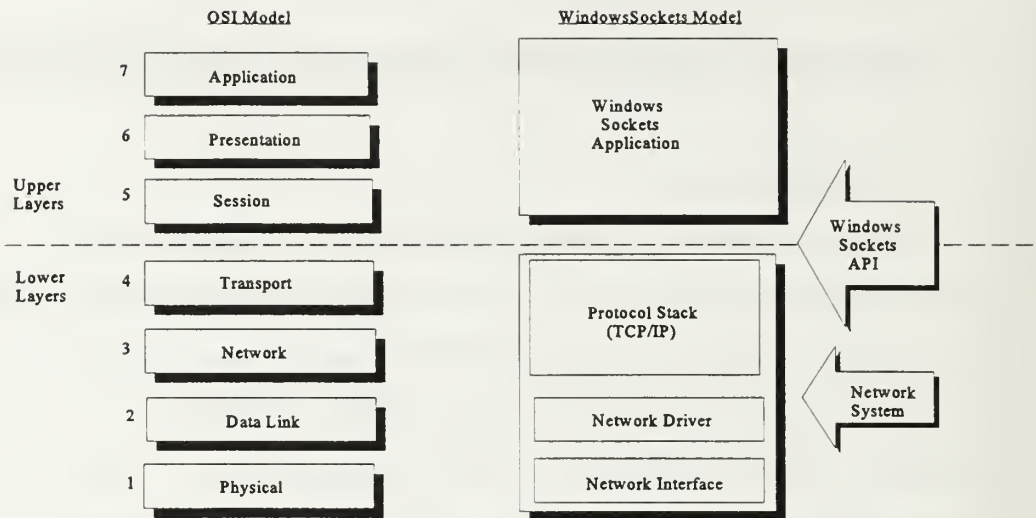 OSI Model
WindowsSockets Model
7
Application
6
Presentation
Upper
Layers
5
Session
Windows
Sockets
Application
Windows
Sockets
API
Lower
Layers
4
Transport
3
Network
2
Data Link
1
Physical
Protocol Stack
(TCP/IP)
Network Driver
Network Interface
Network
System